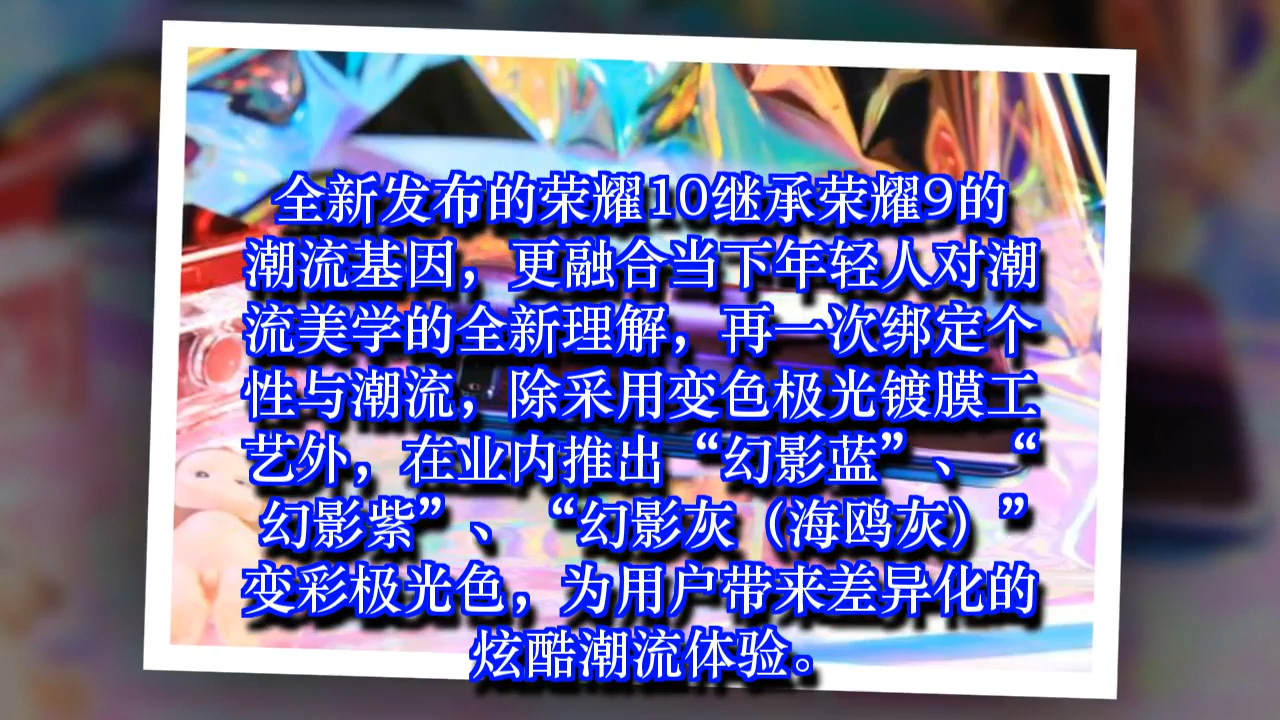 全新发布的荣耀10继承荣耀9的
潮流基因，更融合当下年轻人对潮
流美学的全新理解，再一次绑定个
性与潮流，除采用变色极光镀膜工
艺外，在业内推出“幻影蓝”、“
幻影紫”、“幻影灰（海鸥灰）”
变彩极光色，为用户带来差异化的
炫酷潮流体验。